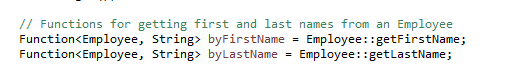 // Functions for getting first and last names from an Employee
Function<Employee, String> byFirstName = Employee::getFirstName;
Function<Employee, String> byLastName = Employee::getLastName;